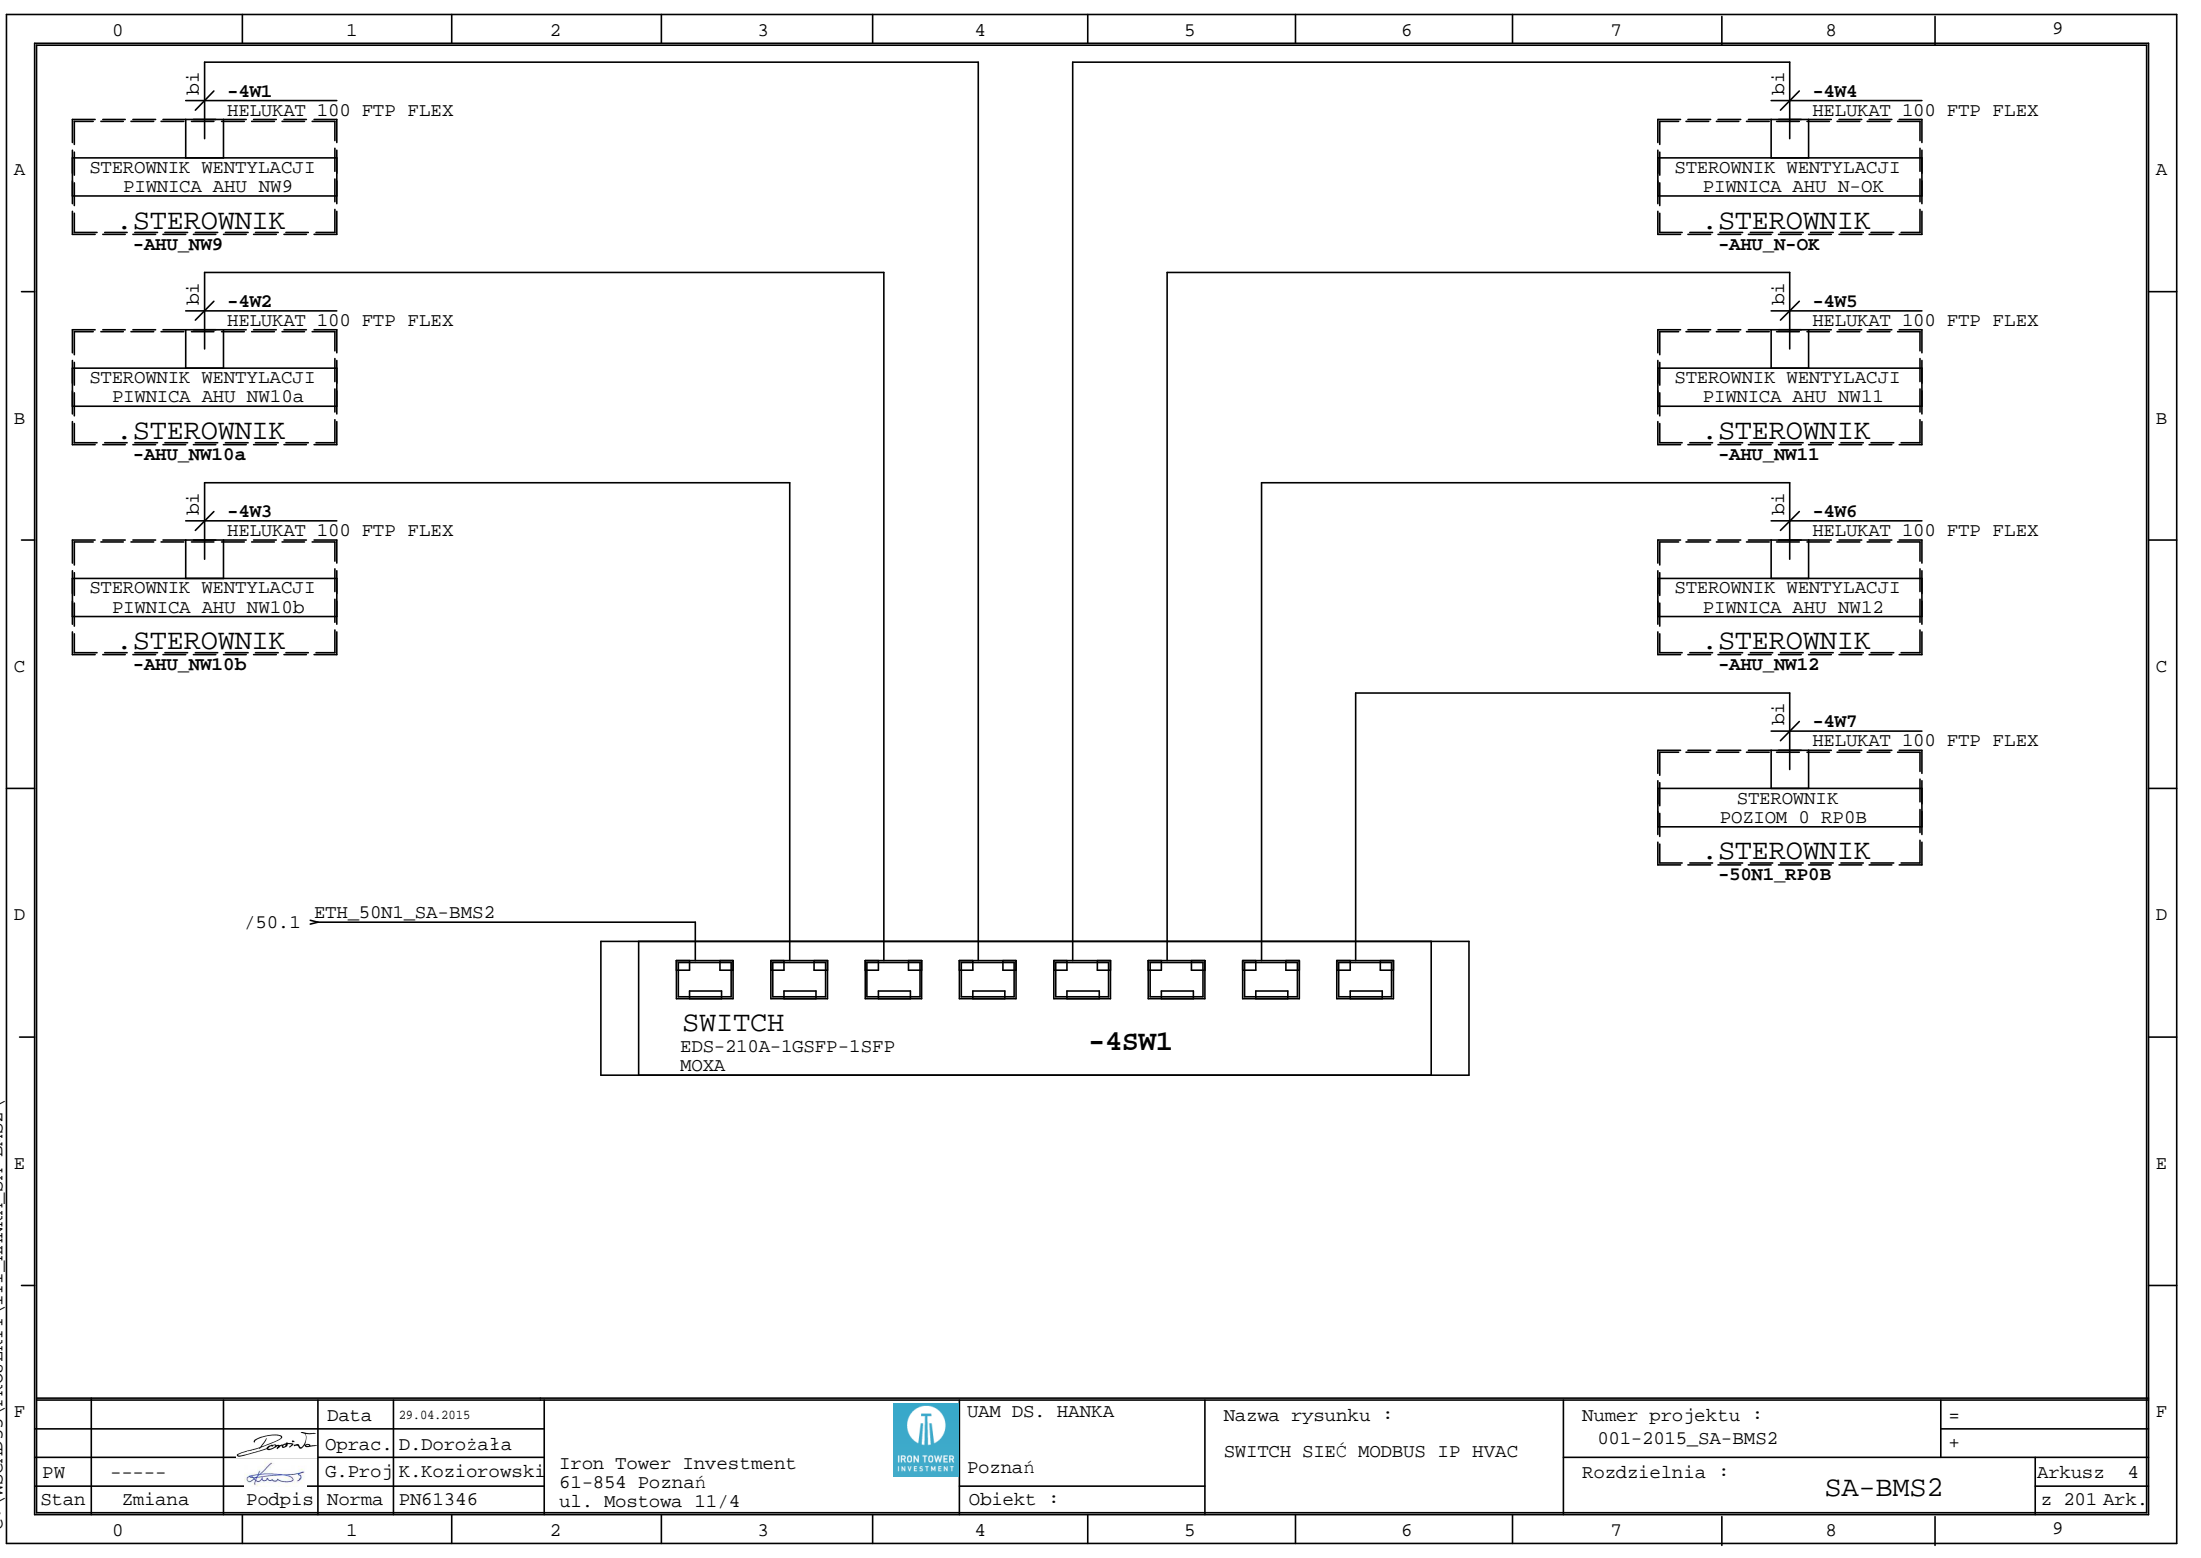 0 1 2 3 4 5 6 7 8 9
bi
-4W1
HELUKAT 100 FTP FLEX
STEROWNIK WENTYLACJI
PIWNICA AHU NW9
.STEROWNIK
-AHU_NW9
bi
-4W4
HELUKAT 100 FTP FLEX
STEROWNIK WENTYLACJI
PIWNICA AHU N-OK
.STEROWNIK
-AHU_N-OK
A
A
bi
-4W2
HELUKAT 100 FTP FLEX
STEROWNIK WENTYLACJI
PIWNICA AHU NW10a
.STEROWNIK
-AHU_NW10a
bi
-4W5
HELUKAT 100 FTP FLEX
STEROWNIK WENTYLACJI
PIWNICA AHU NW11
.STEROWNIK
-AHU_NW11
B
B
bi
-4W3
HELUKAT 100 FTP FLEX
STEROWNIK WENTYLACJI
PIWNICA AHU NW10b
.STEROWNIK
-AHU_NW10b
bi
-4W6
HELUKAT 100 FTP FLEX
STEROWNIK WENTYLACJI
PIWNICA AHU NW12
.STEROWNIK
-AHU_NW12
C
C
bi
-4W7
HELUKAT 100 FTP FLEX
STEROWNIK
POZIOM 0 RP0B
.STEROWNIK
-50N1_RP0B
D
D
/50.1
ETH_50N1_SA-BMS2
SWITCH
EDS-210A-1GSFP-1SFP
MOXA
-4SW1
E
E
F
F
Data 29.04.2015
Oprac. D.Dorożała
PW ----- G.Proj K.Koziorowski
Stan Zmiana Podpis Norma PN61346
Iron Tower Investment
61-854 Poznań
ul. Mostowa 11/4
IRON TOWER
INVESTMENT
UAM DS. HANKA
Poznań
Obiekt :
Nazwa rysunku :
SWITCH SIEĆ MODBUS IP HVAC
Numer projektu :
001-2015_SA-BMS2
Rozdzielnia :
SA-BMS2
=
+
Arkusz 4
z 201 Ark.
0 1 2 3 4 5 6 7 8 9